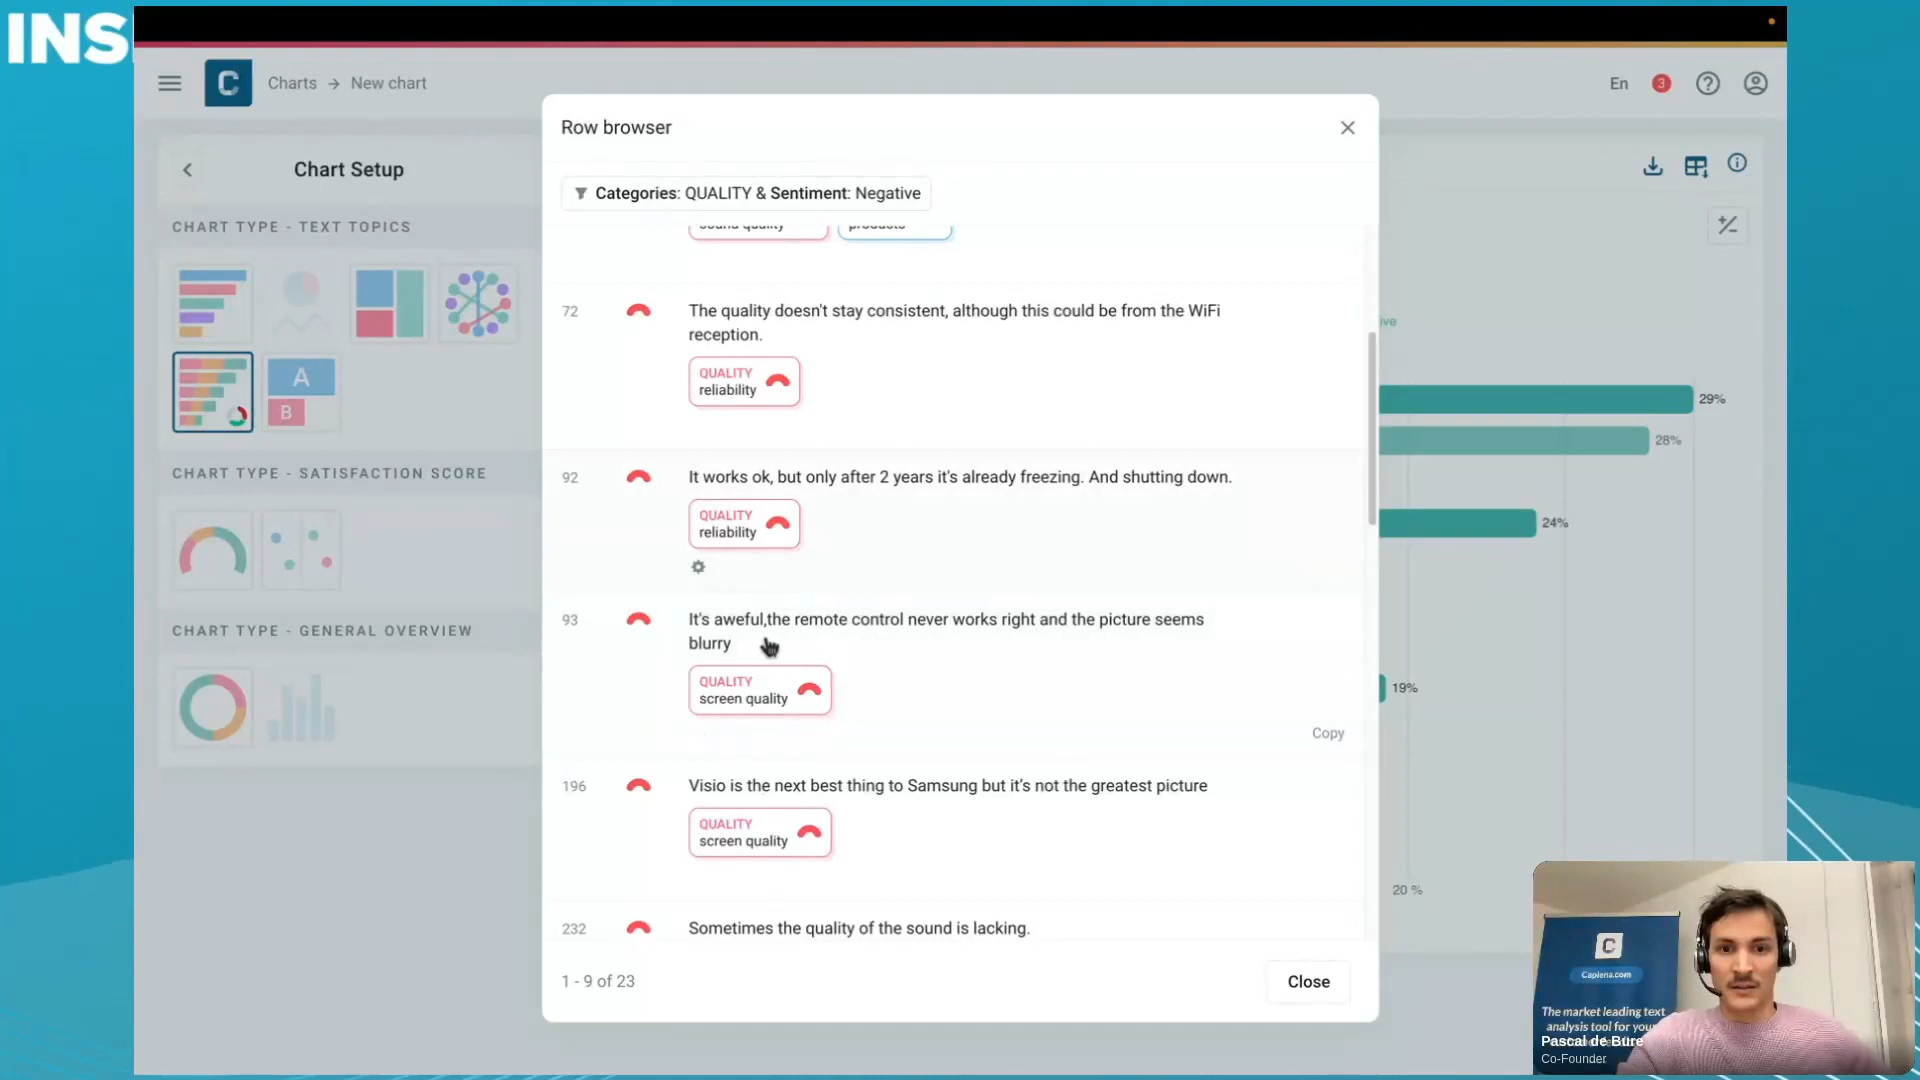 INS
Charts → New chart
En
3
Chart Setup
CHART TYPE - TEXT TOPICS
A
B
CHART TYPE - SATISFACTION SCORE
CHART TYPE - GENERAL OVERVIEW
Row browser
Categories: QUALITY & Sentiment: Negative
sound quality
products
72
The quality doesn't stay consistent, although this could be from the WiFi
reception.
QUALITY
reliability
92
It works ok, but only after 2 years it's already freezing. And shutting down.
QUALITY
reliability
93
It's aweful,the remote control never works right and the picture seems
blurry
QUALITY
screen quality
Copy
196
Visio is the next best thing to Samsung but it's not the greatest picture
QUALITY
screen quality
232
Sometimes the quality of the sound is lacking.
1 - 9 of 23
Close
ive
29%
28%
24%
19%
20 %
C
Caplena.com
The market leading text
analysis tool for you
Pascal de Bure
Co-Founder